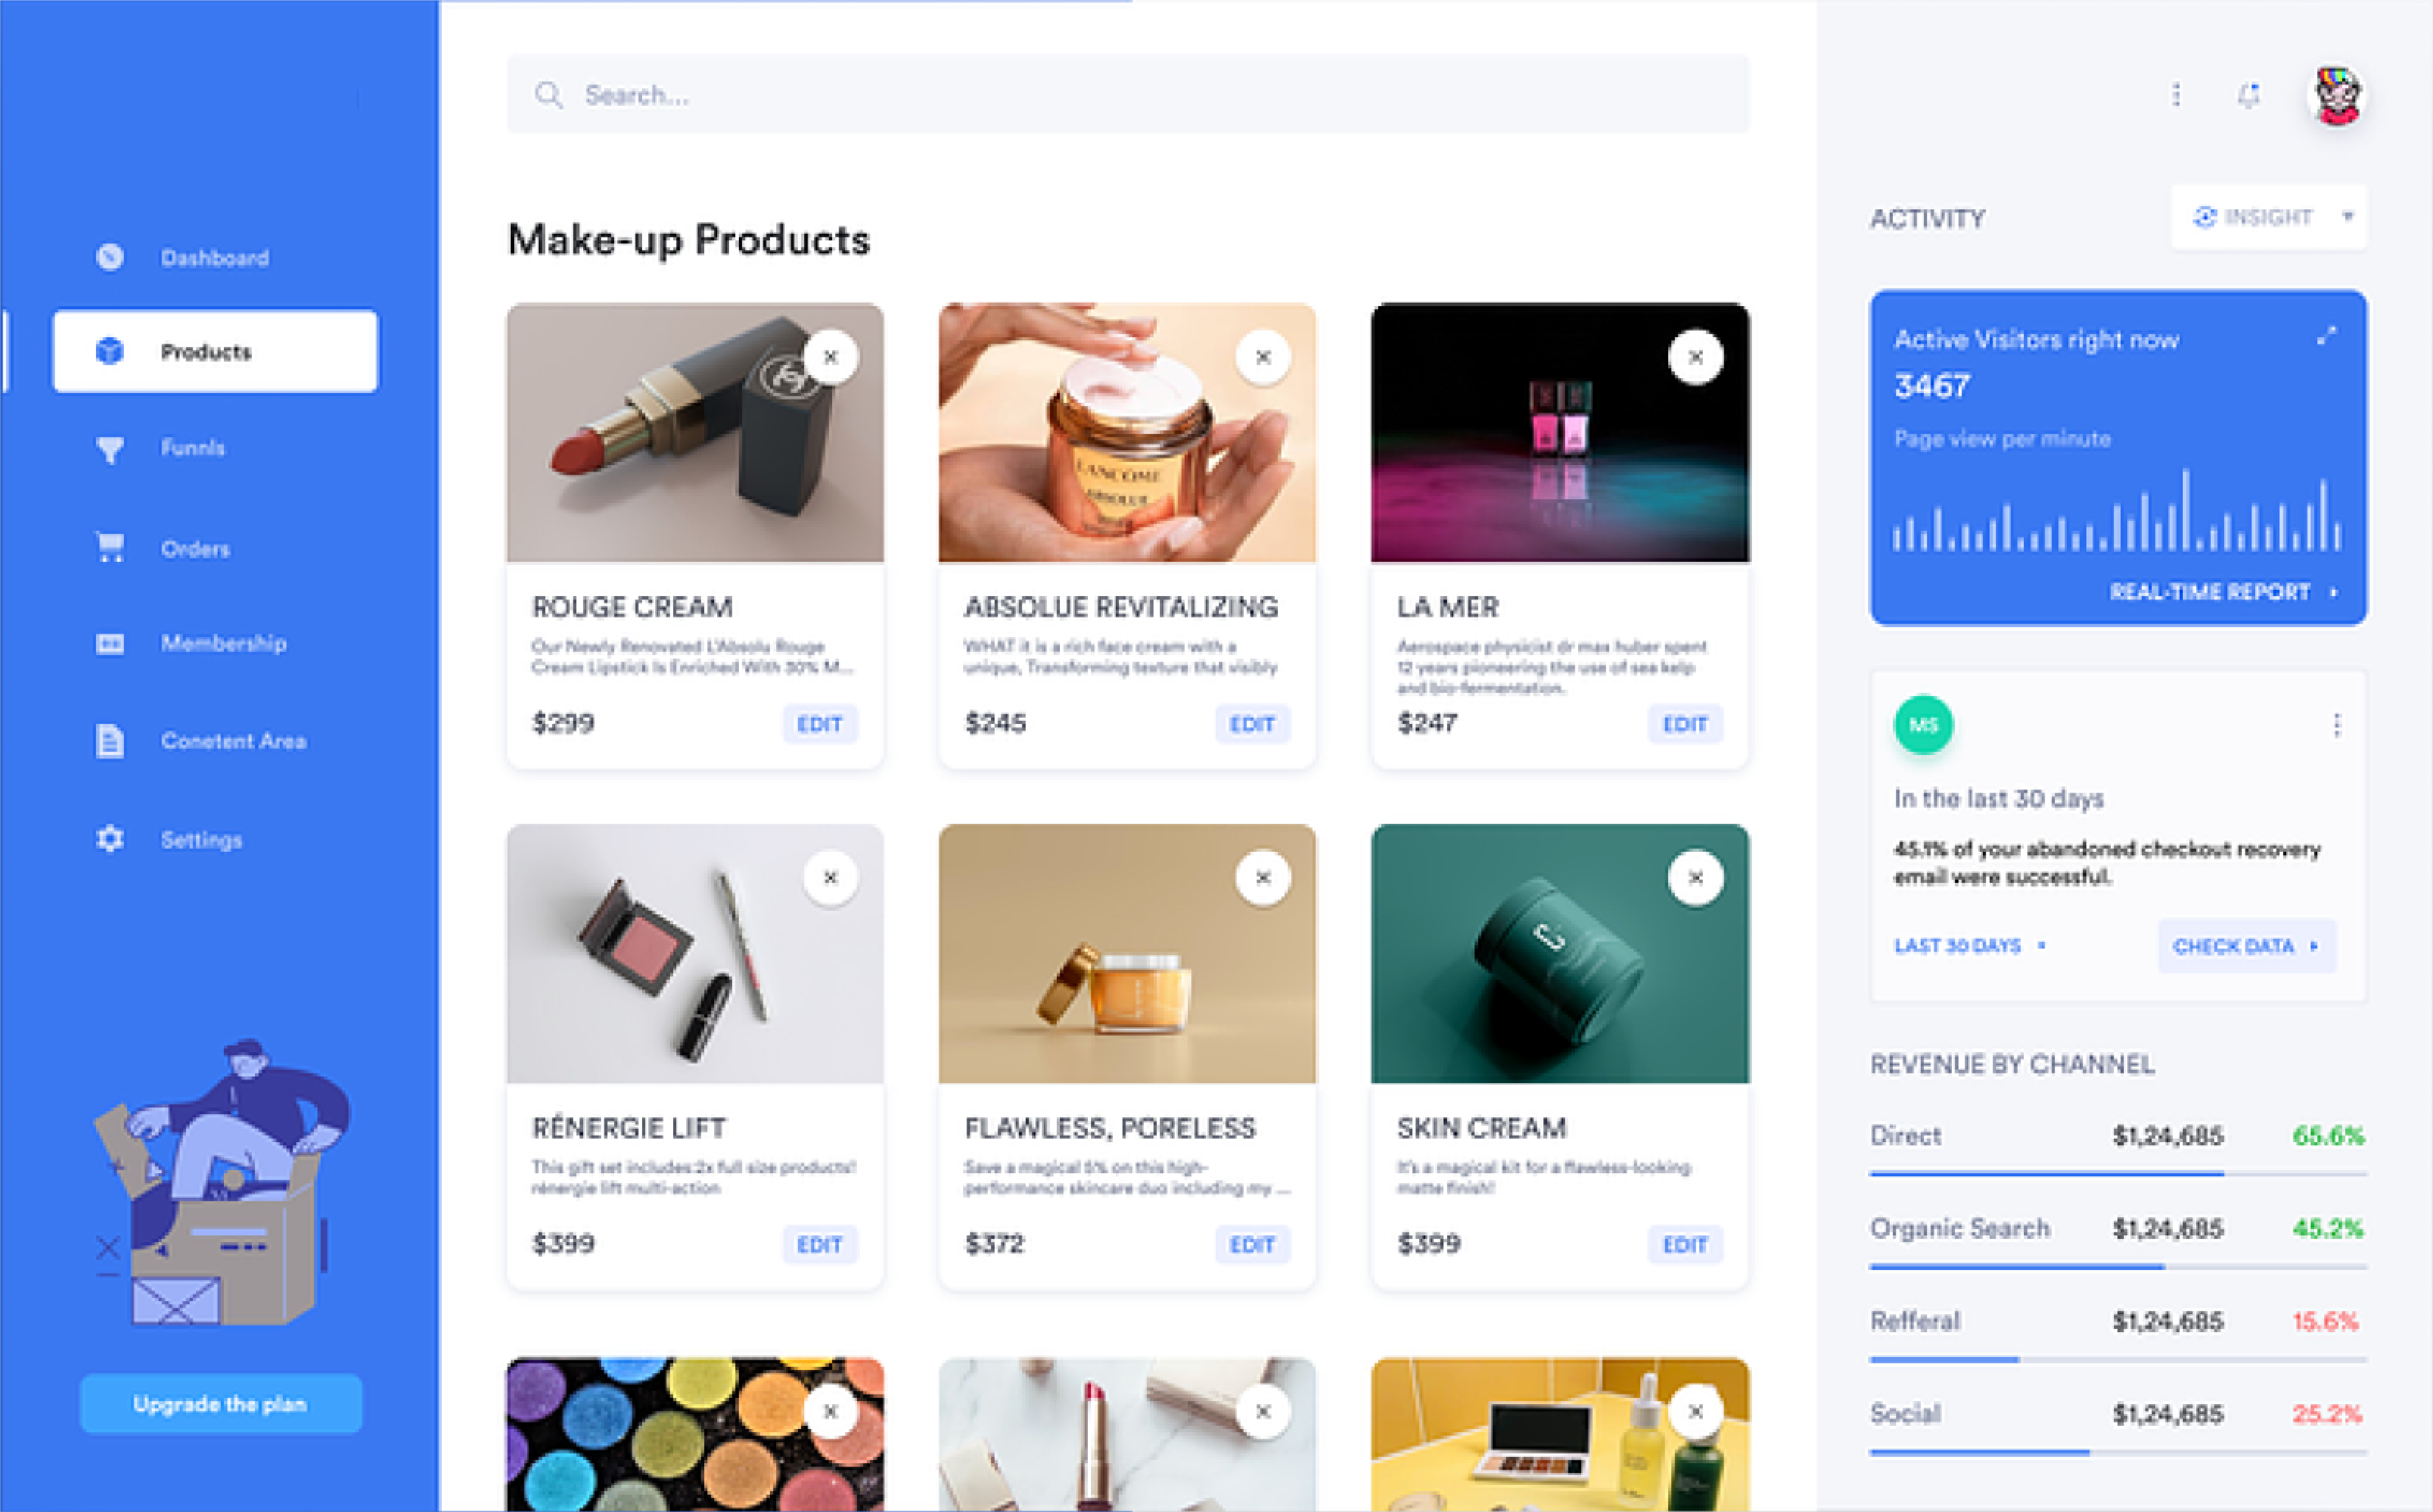 Search...
Dashboard
Products
Funnls
Orders
Membership
Conetent Area
Settings
Upgrade the plan
Make-up Products
LANCOME
ABSOLUE
ROUGE CREAM
Our Newly Renovated L'Absolu Rouge
Cream Lipstick Is Enriched With 30% M...
$299
EDIT
ABSOLUE REVITALIZING
WHAT it is a rich face cream with a
unique, Transforming texture that visibly
$245
EDIT
LA MER
Aerospace physicist dr max huber spent
12 years pioneering the use of sea kelp
and bio-fermentation.
$247
EDIT
RÉNERGIE LIFT
This gift set includes:2x full size products!
rénergie lift multi-action
$399
EDIT
FLAWLESS, PORELESS
Save a magical 5% on this high-
performance skincare duo including my ...
$372
EDIT
SKIN CREAM
It's a magical kit for a flawless-looking
matte finish!
$399
EDIT
ACTIVITY
INSIGHT
Active Visitors right now
3467
Page view per minute
REAL-TIME REPORT
MS
In the last 30 days
45.1% of your abandoned checkout recovery
email were successful.
LAST 30 DAYS
CHECK DATA
REVENUE BY CHANNEL
Direct $1,24,685 65.6%
Organic Search $1,24,685 45.2%
Refferal $1,24,685 15.6%
Social $1,24,685 25.2%